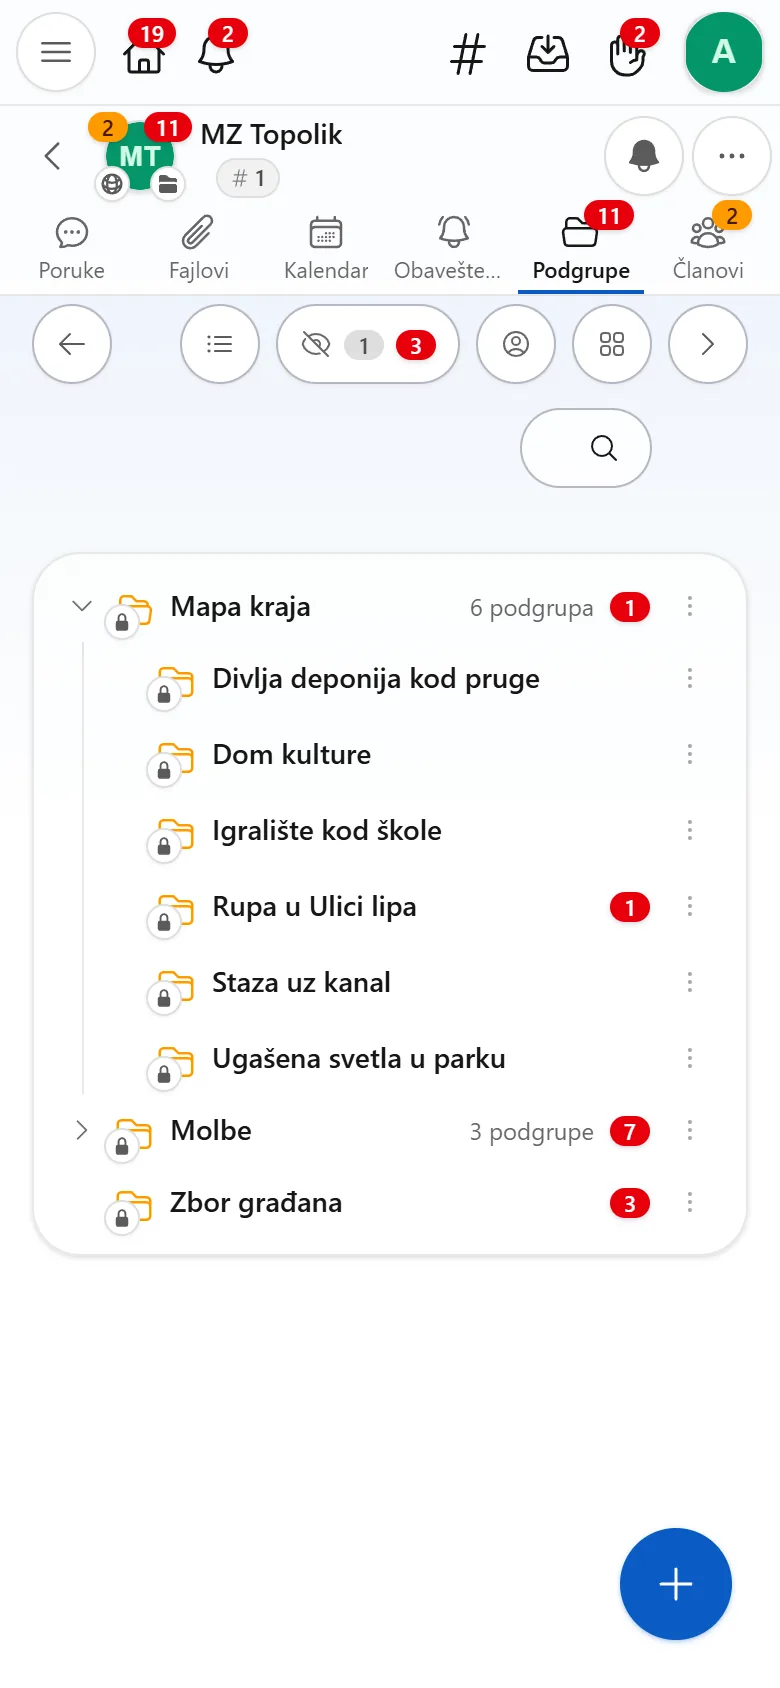 19
2
2
A
2
11
MT
MZ Topolik
# 1
Poruke
Fajlovi
Kalendar
Obavešte...
11
Podgrupe
2
Članovi
1
3
Mapa kraja
6 podgrupa
1
Divlja deponija kod pruge
Dom kulture
Igralište kod škole
Rupa u Ulici lipa
1
Staza uz kanal
Ugašena svetla u parku
Molbe
3 podgrupe
7
Zbor građana
3